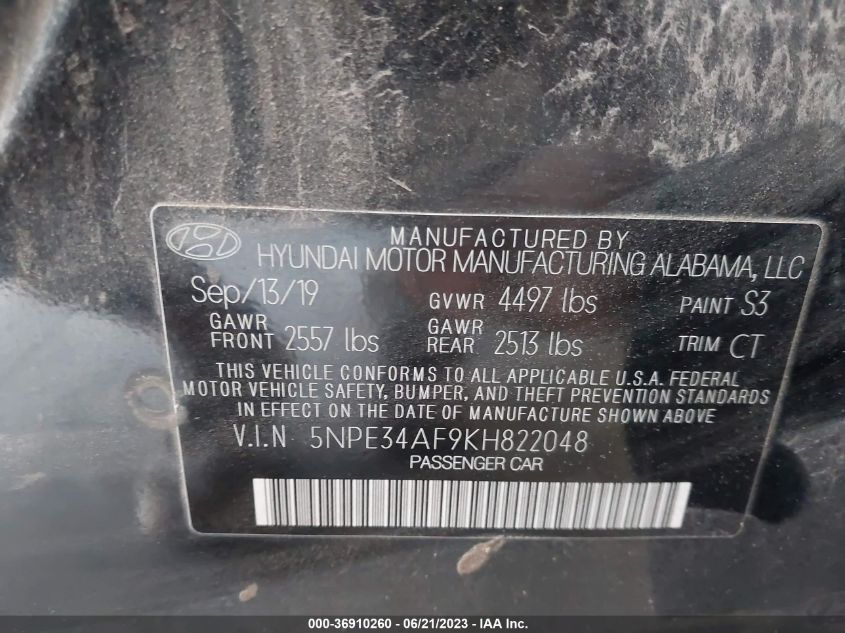 MANUFACTURED BY
HYUNDAI MOTOR MANUFACTURING ALABAMA, LLC
Sep/13/19 GVWR 4497 lbs PAINT S3
GAWR FRONT 2557 lbs GAWR REAR 2513 lbs TRIM CT
THIS VEHICLE CONFORMS TO ALL APPLICABLE U.S.A. FEDERAL
MOTOR VEHICLE SAFETY, BUMPER, AND THEFT PREVENTION STANDARDS
IN EFFECT ON THE DATE OF MANUFACTURE SHOWN ABOVE
V.I.N 5NPE34AF9KH822048
PASSENGER CAR
000-36910260 - 06/21/2023 - © IAA, Inc.